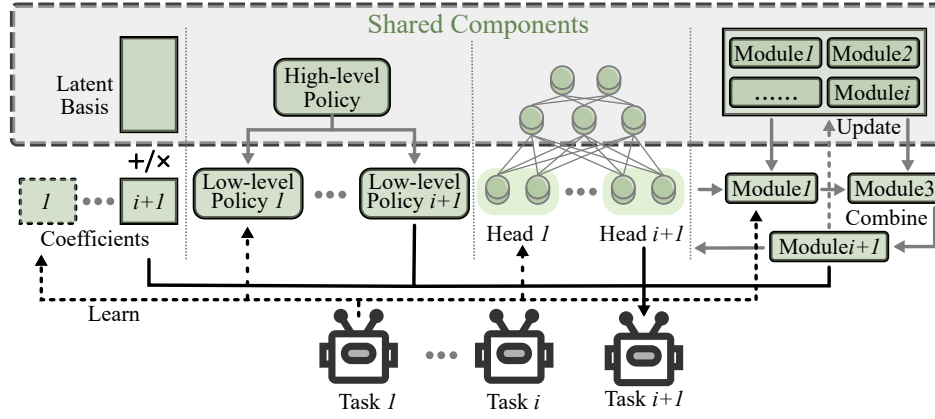 Shared Components
Latent
Basis
High-level
Policy
Module1
Module2
......
Modulei
Update
+/×
1
i+1
Coefficients
Low-level
Policy 1
Low-level
Policy i+1
Head 1
Head i+1
Module1
Module3
Combine
Modulei+1
Learn
Task 1
Task i
Task i+1